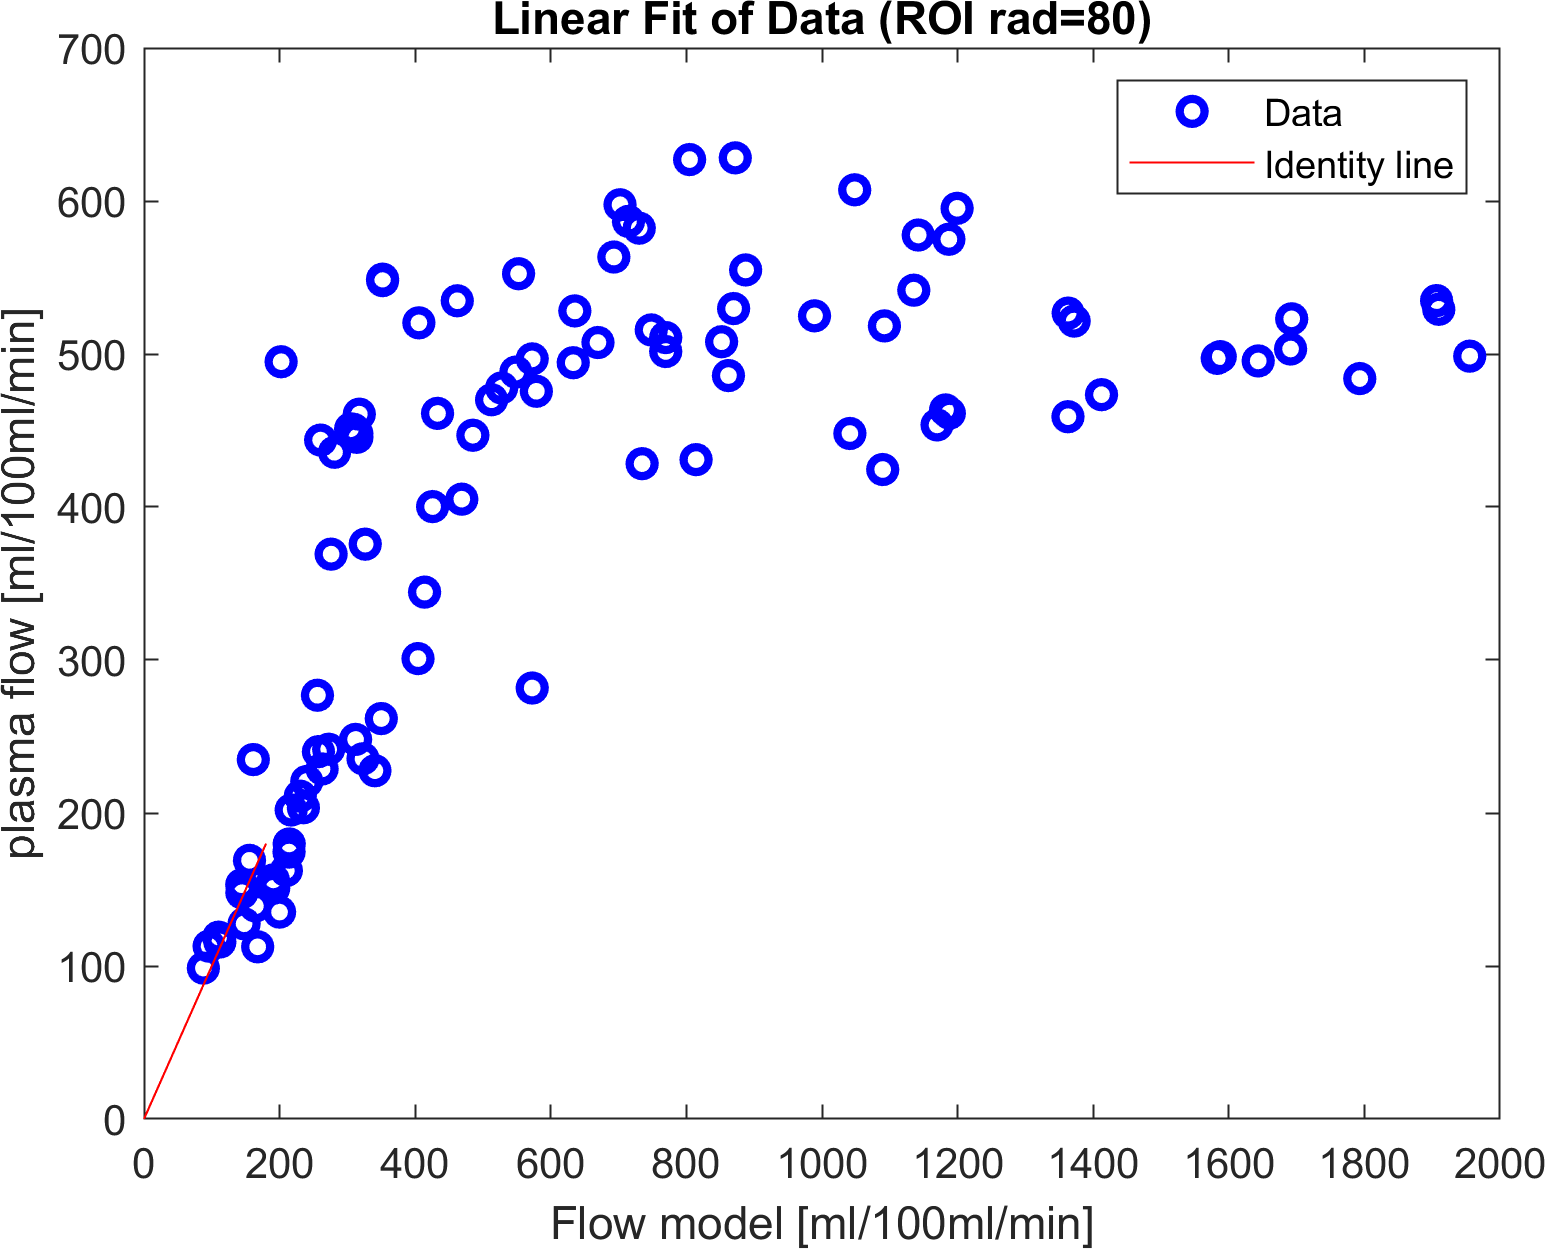 Linear Fit of Data (ROI rad=80)
700
600
500
400
300
200
100
0
plasma flow [ml/100ml/min]
Data
Identity line
0 200 400 600 800 1000 1200 1400 1600 1800 2000
Flow model [ml/100ml/min]